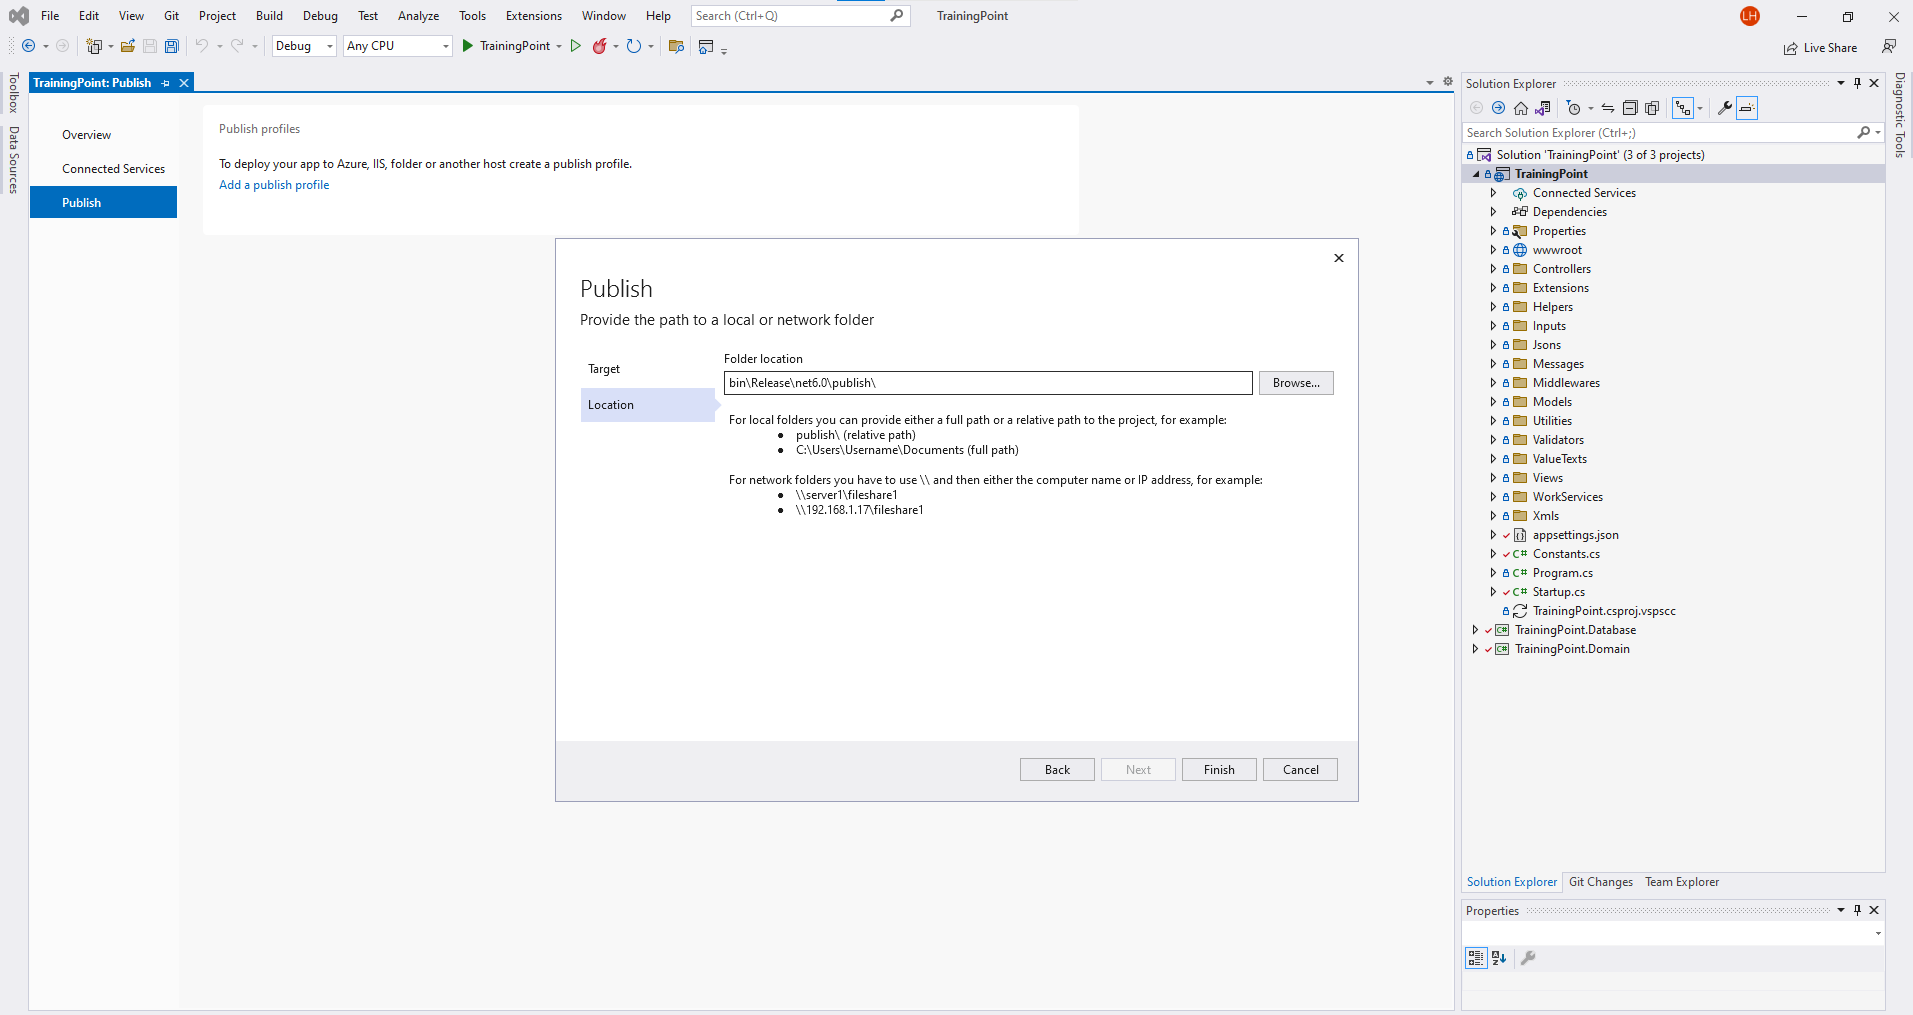 File Edit View Git Project Build Debug Test Analyze Tools Extensions Window Help Search (Ctrl+Q) TrainingPoint LH
Debug Any CPU TrainingPoint Live Share
Toolbox
Data Sources
TrainingPoint: Publish
Overview
Connected Services
Publish
Publish profiles
To deploy your app to Azure, IIS, folder or another host create a publish profile.
Add a publish profile
Publish
Provide the path to a local or network folder
Target
Location
Folder location
bin\Release\net6.0\publish\
Browse...
For local folders you can provide either a full path or a relative path to the project, for example:
● publish\ (relative path)
● C:\Users\Username\Documents (full path)
For network folders you have to use \\ and then either the computer name or IP address, for example:
● \\server1\fileshare1
● \\192.168.1.17\fileshare1
Back Next Finish Cancel
Solution Explorer
Search Solution Explorer (Ctrl+;)
Solution 'TrainingPoint' (3 of 3 projects)
TrainingPoint
Connected Services
Dependencies
Properties
wwwroot
Controllers
Extensions
Helpers
Inputs
Jsons
Messages
Middlewares
Models
Utilities
Validators
ValueTexts
Views
WorkServices
Xmls
appsettings.json
C# Constants.cs
C# Program.cs
C# Startup.cs
TrainingPoint.csproj.vspscc
C# TrainingPoint.Database
C# TrainingPoint.Domain
Solution Explorer Git Changes Team Explorer
Properties
Diagnostic Tools